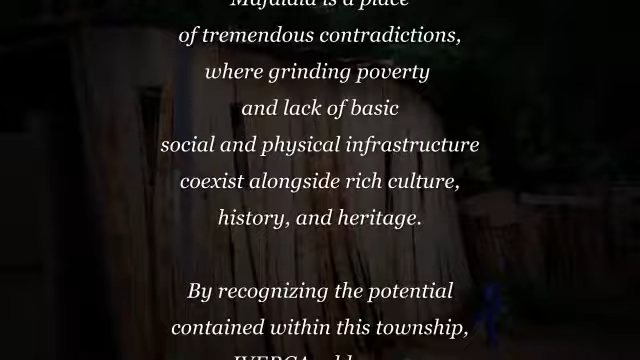 is a place
of tremendous contradictions,
where grinding poverty
and lack of basic
social and physical infrastructure
coexist alongside rich culture,
history, and heritage.
By recognizing the potential
contained within this township,